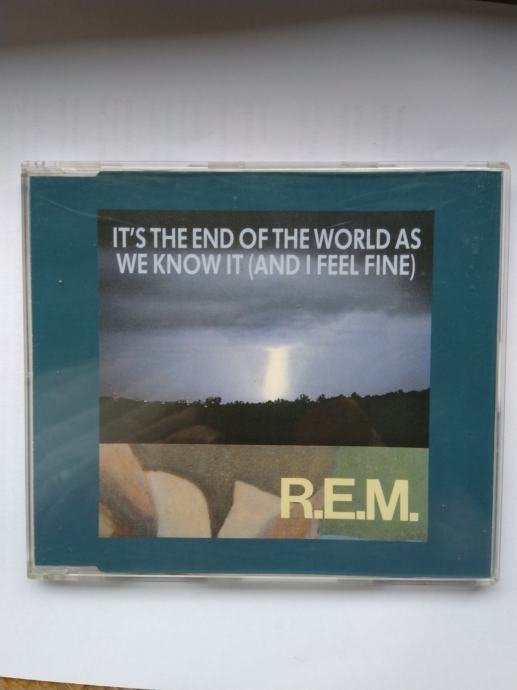 IT'S THE END OF THE WORLD AS
WE KNOW IT (AND I FEEL FINE)
R.E.M.